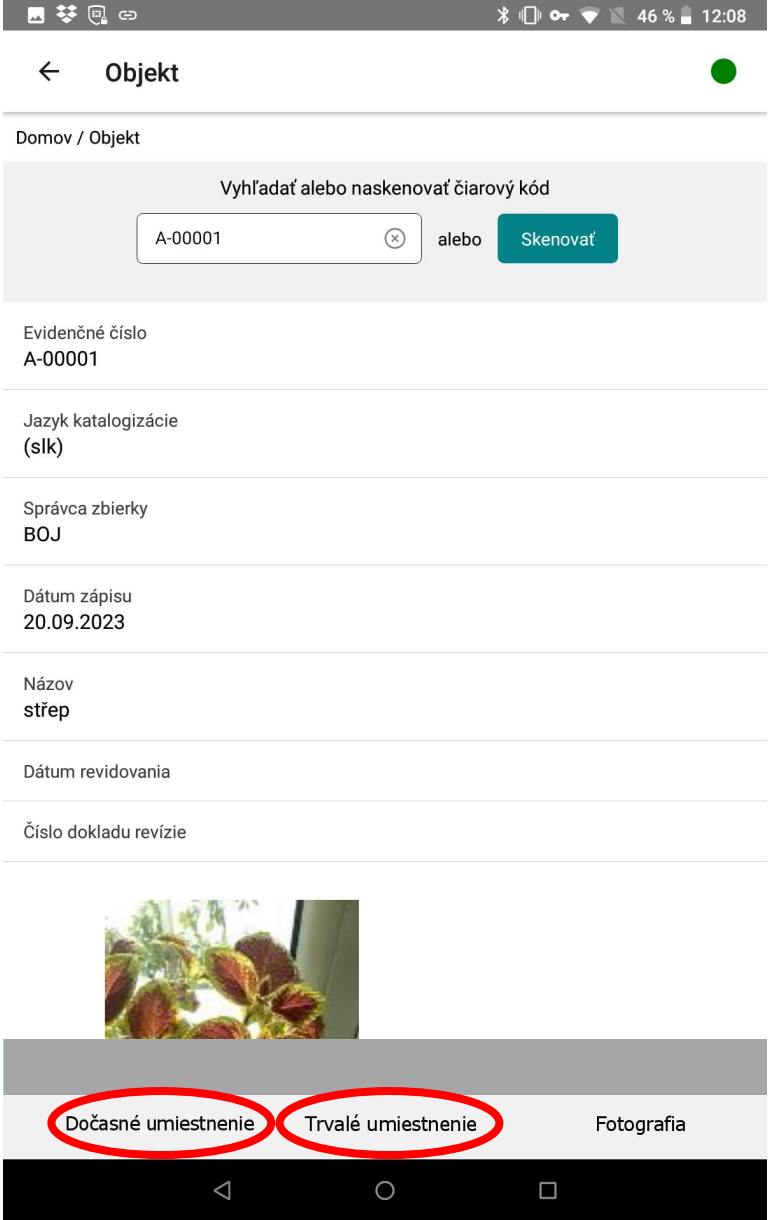 46 % 12:08
Objekt
Domov / Objekt
Vyhľadať alebo naskenovať čiarový kód
A-00001 alebo Skenovať
Evidenčné číslo
A-00001
Jazyk katalogizácie
(slk)
Správca zbierky
BOJ
Dátum zápisu
20.09.2023
Názov
střep
Dátum revidovania
Číslo dokladu revízie
Dočasné umiestnenie Trvalé umiestnenie Fotografia